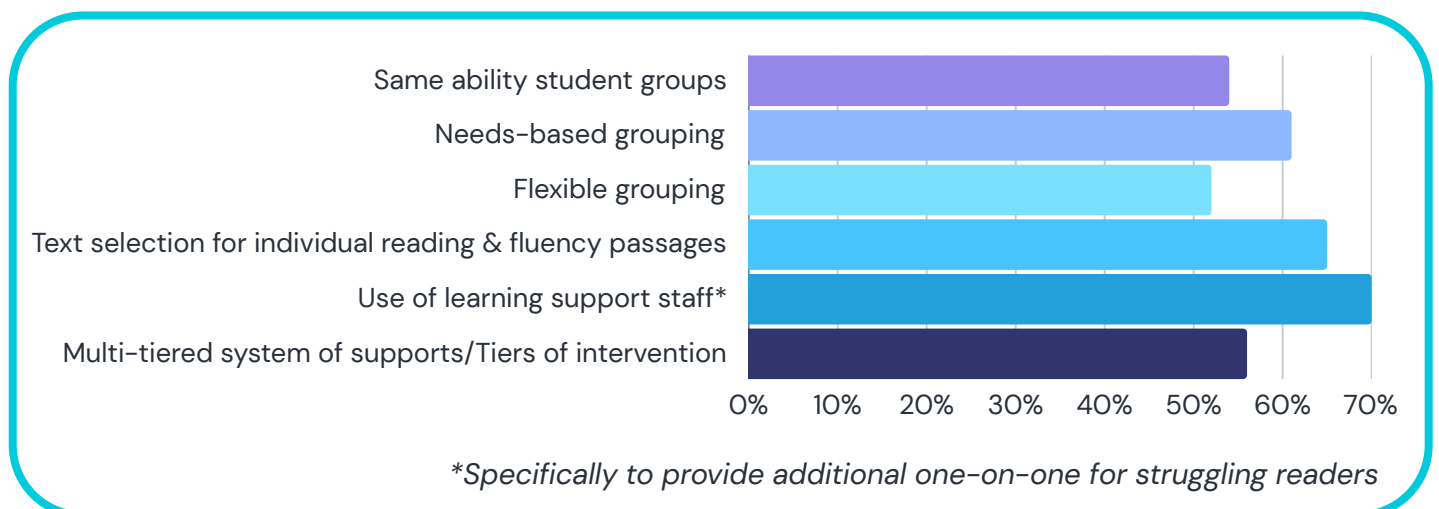 Same ability student groups
Needs-based grouping
Flexible grouping
Text selection for individual reading & fluency passages
Use of learning support staff*
Multi-tiered system of supports/Tiers of intervention
0% 10% 20% 30% 40% 50% 60% 70%
*Specifically to provide additional one-on-one for struggling readers